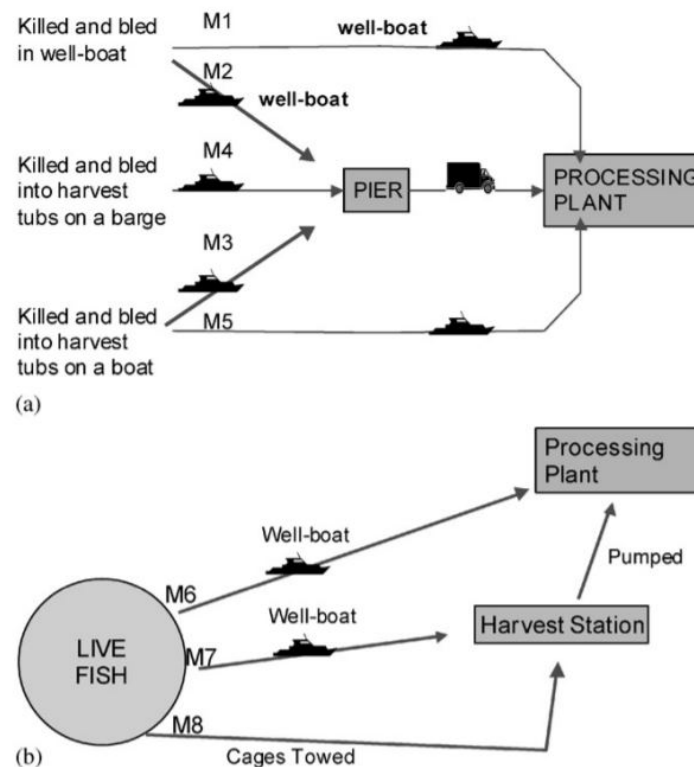 Killed and bled
in well-boat
M1
well-boat
M2
well-boat
Killed and bled
into harvest
tubs on a barge
M4
PIER
PROCESSING
PLANT
M3
Killed and bled
into harvest
tubs on a boat
M5
(a)
Processing
Plant
Well-boat
Pumped
M6
Well-boat
Harvest Station
LIVE
FISH
M7
M8
Cages Towed
(b)